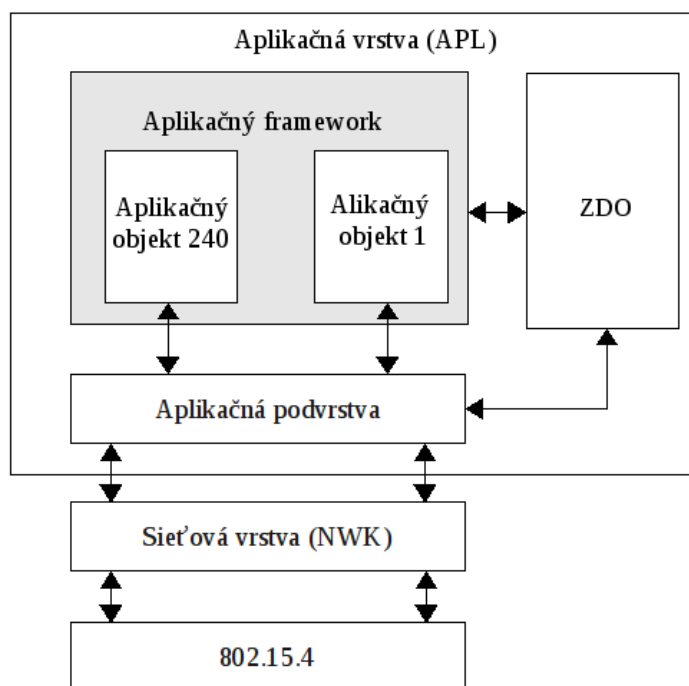 Aplikačná vrstva (APL)
Aplikačný framework
Aplikačný
objekt 240
Alikačný
objekt 1
ZDO
Aplikačná podvrstva
Sieťová vrstva (NWK)
802.15.4